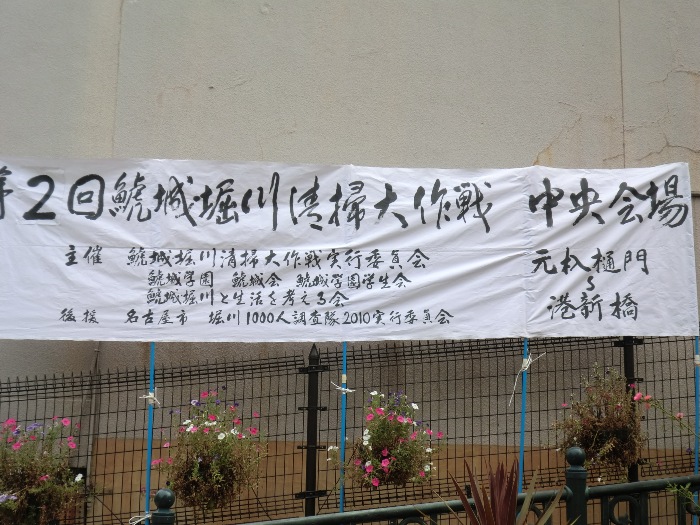 第2回鯱城堀川清掃大作戦 中央会場
主催 鯱城堀川清掃大作戦実行委員会
鯱城学園 鯱城会 鯱城学園学生会
鯱城堀川と生活を考える会
後援 名古屋市 堀川1000人調査隊2010実行委員会
元杁樋門
〜
港新橋